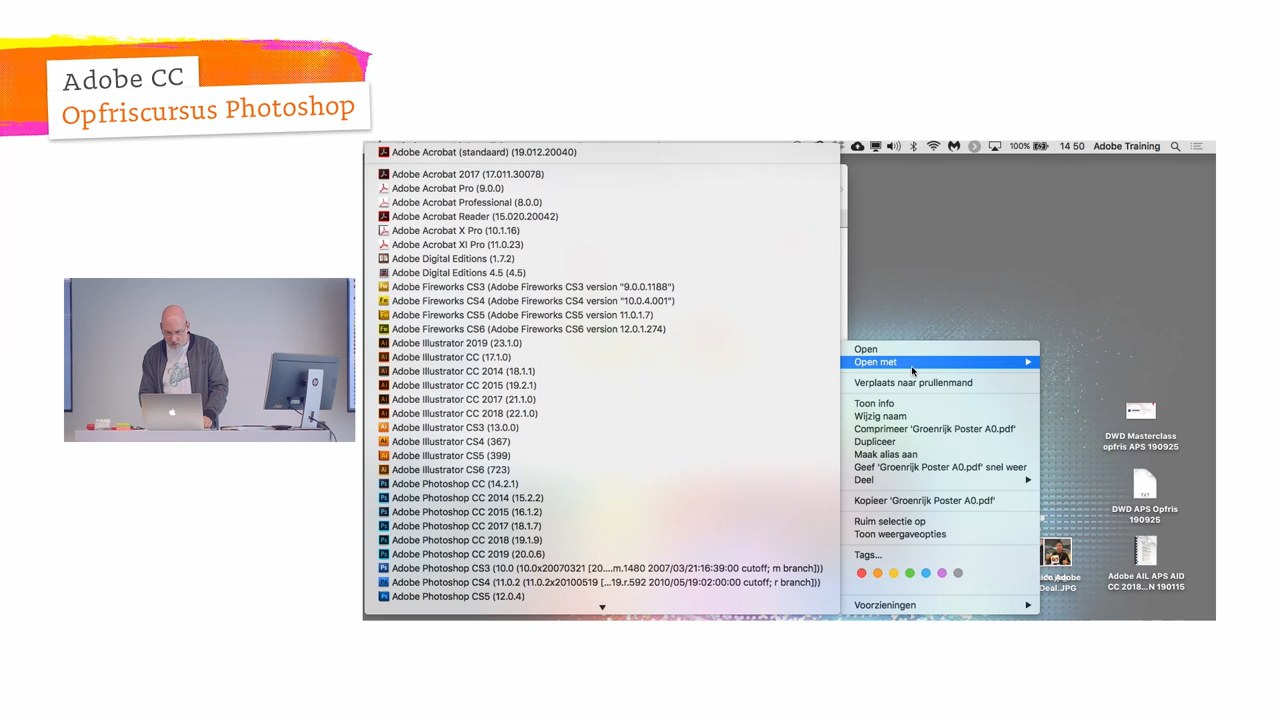 Adobe CC
Opfriscursus Photoshop
Adobe Acrobat (standaard) (19.012.20040)
Adobe Acrobat 2017 (17.011.30078)
Adobe Acrobat Pro (9.0.0)
Adobe Acrobat Professional (8.0.0)
Adobe Acrobat Reader (15.020.20042)
Adobe Acrobat X Pro (10.1.16)
Adobe Acrobat XI Pro (11.0.23)
Adobe Digital Editions (1.7.2)
Adobe Digital Editions 4.5 (4.5)
Adobe Fireworks CS3 (Adobe Fireworks CS3 version "9.0.0.1188")
Adobe Fireworks CS4 (Adobe Fireworks CS4 version "10.0.4.001")
Adobe Fireworks CS5 (Adobe Fireworks CS5 version 11.0.1.7)
Adobe Fireworks CS6 (Adobe Fireworks CS6 version 12.0.1.274)
Adobe Illustrator 2019 (23.1.0)
Adobe Illustrator CC (17.1.0)
Adobe Illustrator CC 2014 (18.1.1)
Adobe Illustrator CC 2015 (19.2.1)
Adobe Illustrator CC 2017 (21.1.0)
Adobe Illustrator CC 2018 (22.1.0)
Adobe Illustrator CS3 (13.0.0)
Adobe Illustrator CS4 (367)
Adobe Illustrator CS5 (399)
Adobe Illustrator CS6 (723)
Adobe Photoshop CC (14.2.1)
Adobe Photoshop CC 2014 (15.2.2)
Adobe Photoshop CC 2015 (16.1.2)
Adobe Photoshop CC 2017 (18.1.7)
Adobe Photoshop CC 2018 (19.1.9)
Adobe Photoshop CC 2019 (20.0.6)
Adobe Photoshop CS3 (10.0 (10.0x20070321 [20....m.1480 2007/03/21:16:39:00 cutoff; m branch]))
Adobe Photoshop CS4 (11.0.2 (11.0.2x20100519 [...19.r.592 2010/05/19:02:00:00 cutoff; r branch]))
Adobe Photoshop CS5 (12.0.4)
100% 14 50 Adobe Training
Open
Open met
Verplaats naar prullenmand
Toon info
Wijzig naam
Comprimeer 'Groenrijk Poster A0.pdf'
Dupliceer
Maak alias aan
Geef 'Groenrijk Poster A0.pdf' snel weer
Deel
Kopieer 'Groenrijk Poster A0.pdf'
Ruim selectie op
Toon weergaveopties
Tags...
Voorzieningen
DWD Masterclass
opfris APS 190925
TXT
DWD APS Opfris
190925
Adobe
Deal.JPG
Adobe AIL APS AID
CC 2018...N 190115